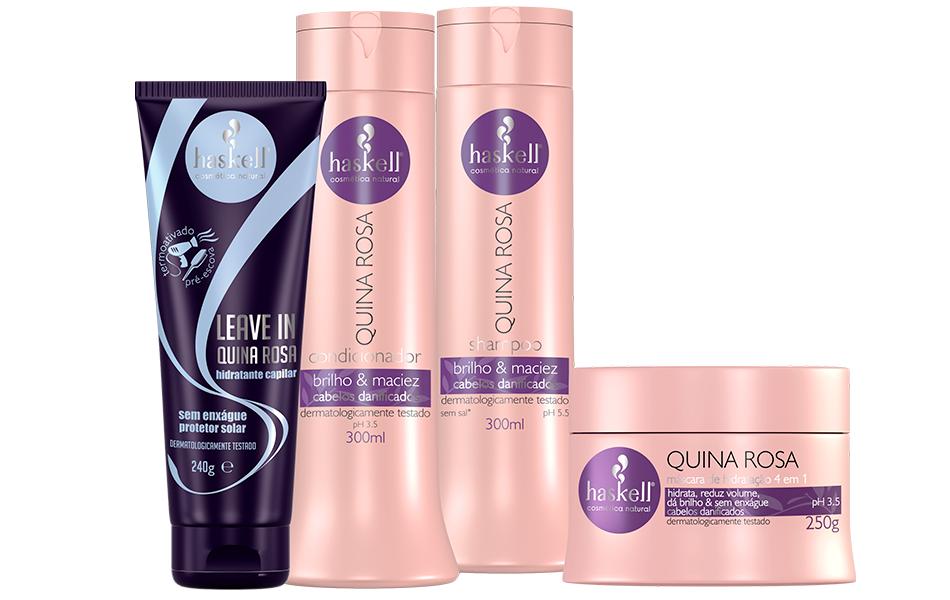 haskell®
cosmética natural
termoativado
pré-escova
LEAVE IN
QUINA ROSA
hidratante capilar
sem enxágue
protetor solar
DERMATOLOGICAMENTE TESTADO
240g ℮
haskell®
cosmética natural
QUINA ROSA
condicionador
brilho & maciez
cabelos danificados
dermatologicamente testado
pH 3.5
300ml
haskell®
cosmética natural
QUINA ROSA
shampoo
brilho & maciez
cabelos danificados
dermatologicamente testado
sem sal* pH 5.5
300ml
haskell®
cosmética natural
QUINA ROSA
máscara de hidratação 4 em 1
hidrata, reduz volume,
dá brilho & sem enxágue
cabelos danificados
pH 3.5
dermatologicamente testado
250g